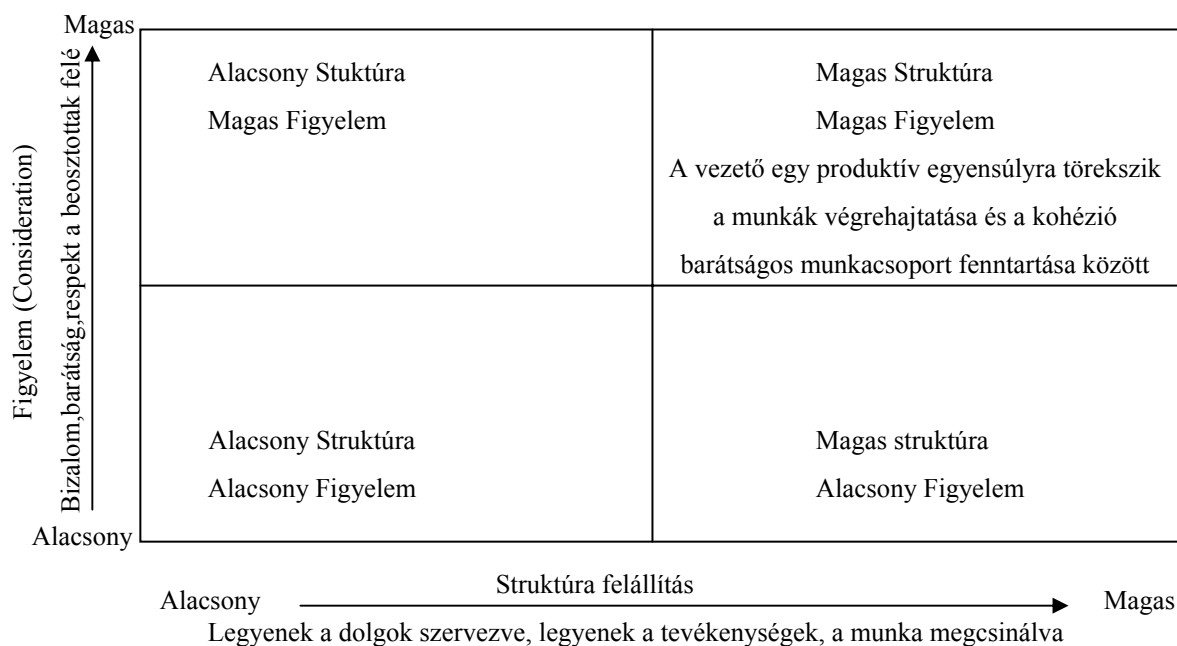 Magas
Figyelem (Consideration)
Bizalom,barátság,respekt a beosztottak felé
Alacsony Stuktúra
Magas Figyelem
Magas Struktúra
Magas Figyelem
A vezető egy produktív egyensúlyra törekszik
a munkák végrehajtatása és a kohézió
barátságos munkacsoport fenntartása között
Alacsony Struktúra
Alacsony Figyelem
Magas struktúra
Alacsony Figyelem
Alacsony
Struktúra felállítás
Alacsony
Magas
Legyenek a dolgok szervezve, legyenek a tevékenységek, a munka megcsinálva